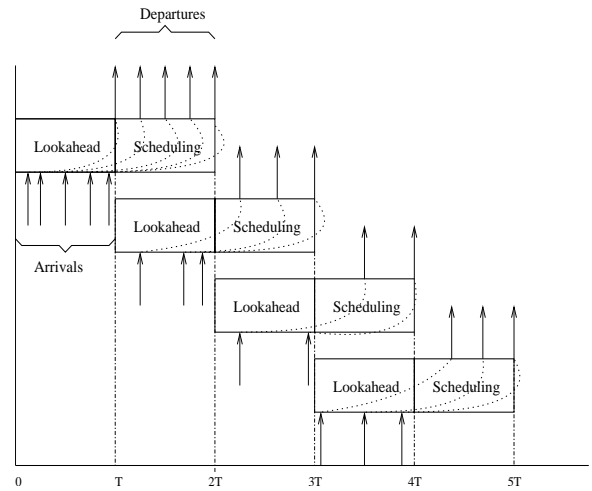 Departures
Lookahead Scheduling
Arrivals
Lookahead Scheduling
Lookahead Scheduling
Lookahead Scheduling
0 T 2T 3T 4T 5T